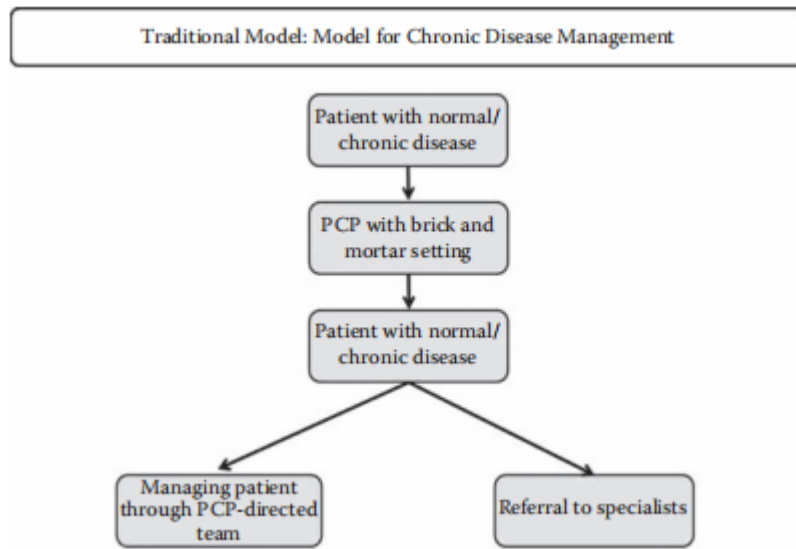 Traditional Model: Model for Chronic Disease Management
Patient with normal/
chronic disease
PCP with brick and
mortar setting
Patient with normal/
chronic disease
Managing patient
through PCP-directed
team
Referral to specialists